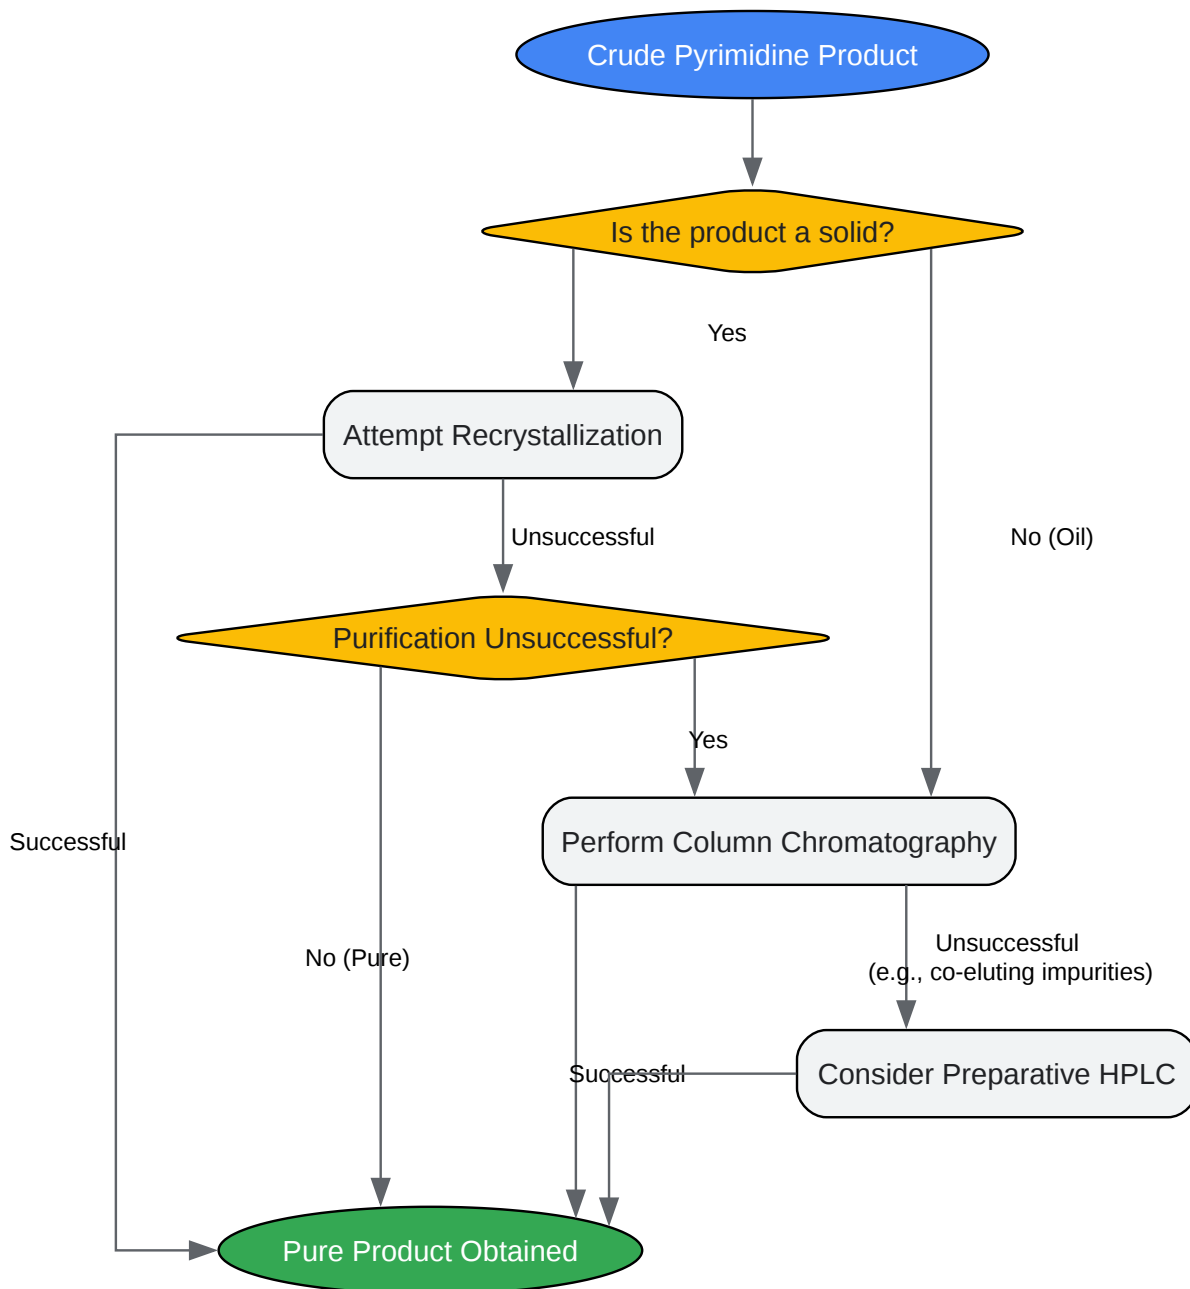 Crude Pyrimidine Product
Is the product a solid?
Yes
Attempt Recrystallization
Unsuccessful
No (Oil)
Purification Unsuccessful?
Yes
Successful
Perform Column Chromatography
No (Pure)
Unsuccessful
(e.g., co-eluting impurities)
Successful
Consider Preparative HPLC
Pure Product Obtained